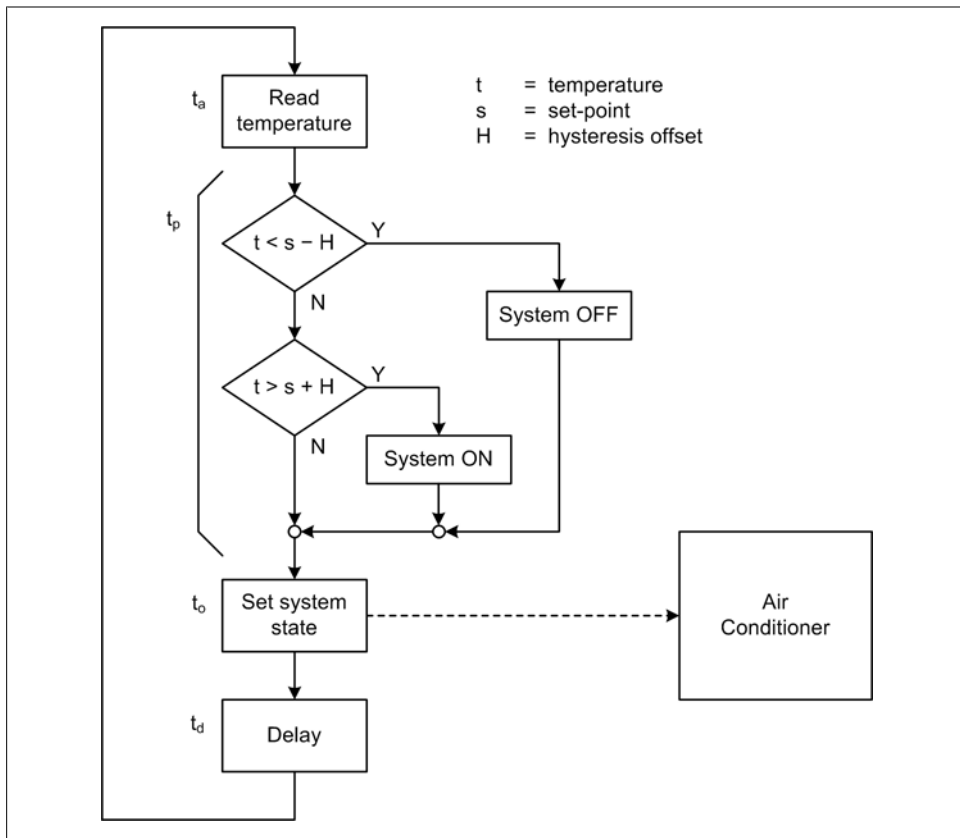 t = temperature
s = set-point
H = hysteresis offset
ta
Read
temperature
tp
t < s − H
Y
N
System OFF
t > s + H
Y
N
System ON
to
Set system
state
Air
Conditioner
td
Delay